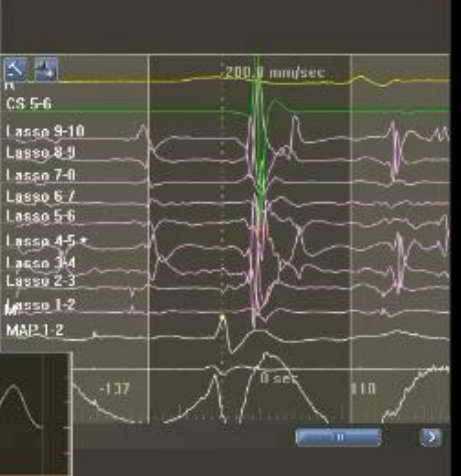 200.0 mm/sec
CS 5-6
Lasso 9-10
Lasso 8-9
Lasso 7-8
Lasso 6-7
Lasso 5-6
Lasso 4-5 *
Lasso 3-4
Lasso 2-3
Lasso 1-2
MAP 1-2
-137
0 sec
110